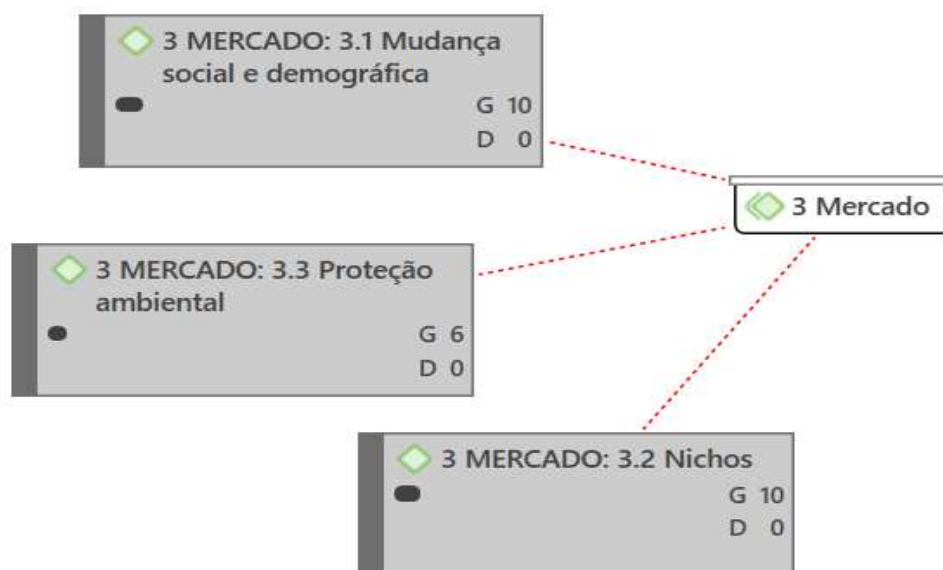 3 MERCADO: 3.1 Mudança
social e demográfica
G 10
D 0
3 Mercado
3 MERCADO: 3.3 Proteção
ambiental
G 6
D 0
3 MERCADO: 3.2 Nichos
G 10
D 0